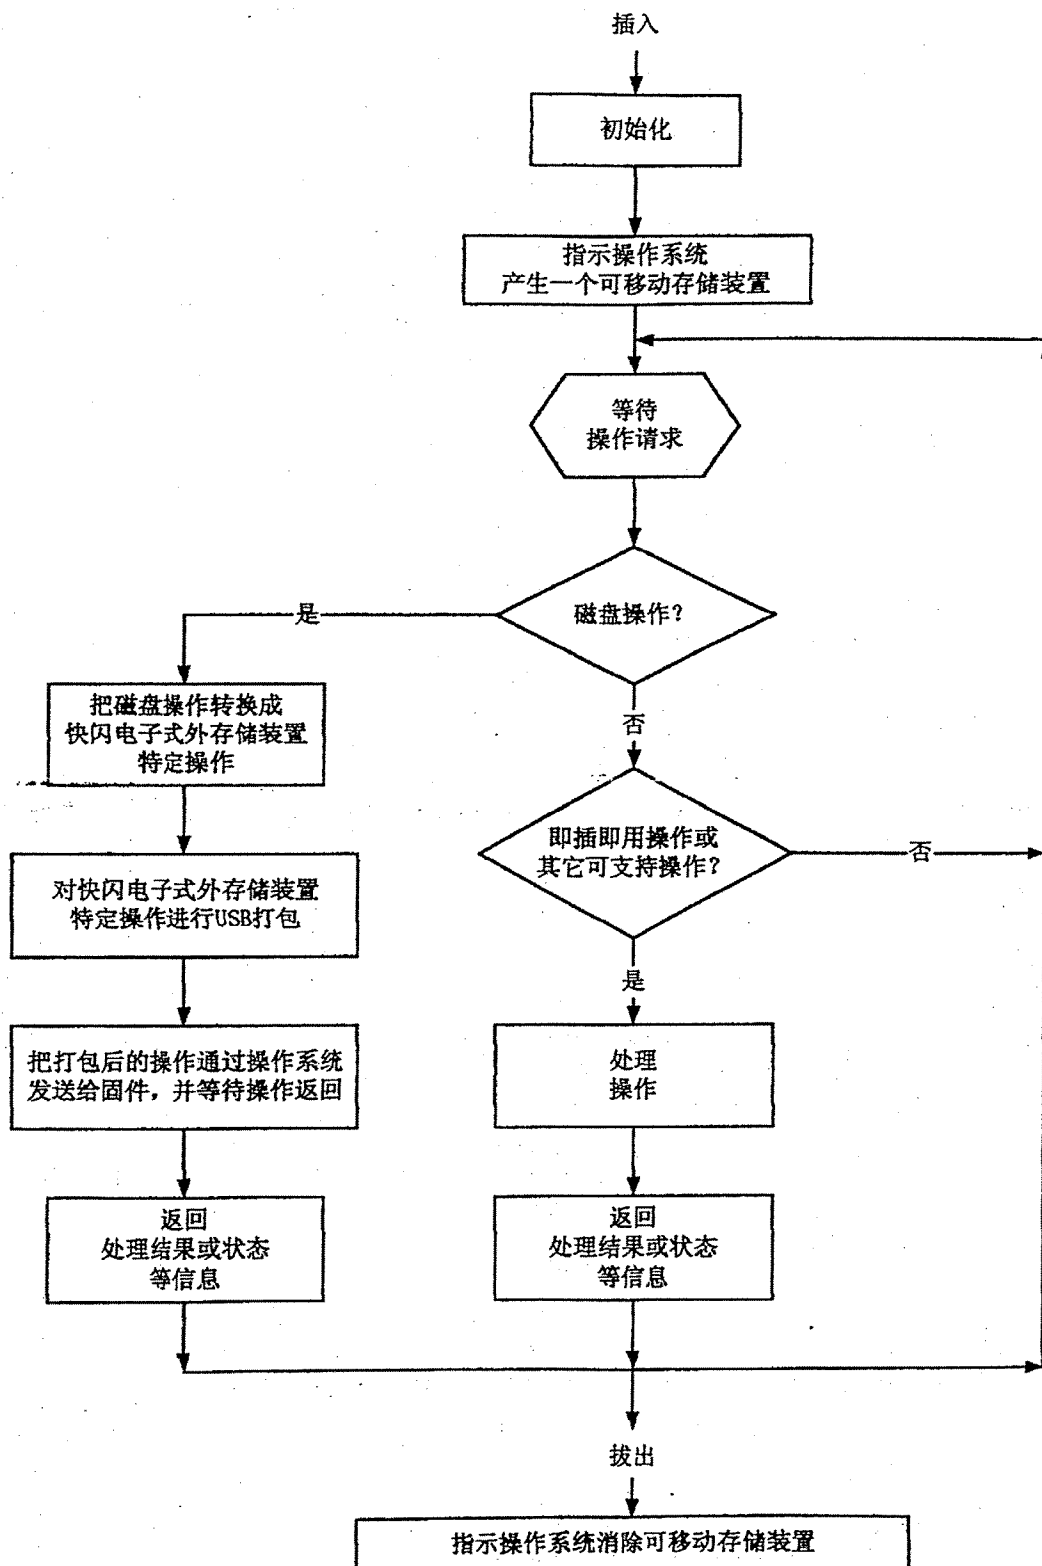 插入
初始化
指示操作系统
产生一个可移动存储装置
等待
操作请求
磁盘操作?
是
否
把磁盘操作转换成
快闪电子式外存储装置
特定操作
即插即用操作或
其它可支持操作?
否
是
对快闪电子式外存储装置
特定操作进行USB打包
把打包后的操作通过操作系统
发送给固件，并等待操作返回
处理
操作
返回
处理结果或状态
等信息
返回
处理结果或状态
等信息
拔出
指示操作系统消除可移动存储装置